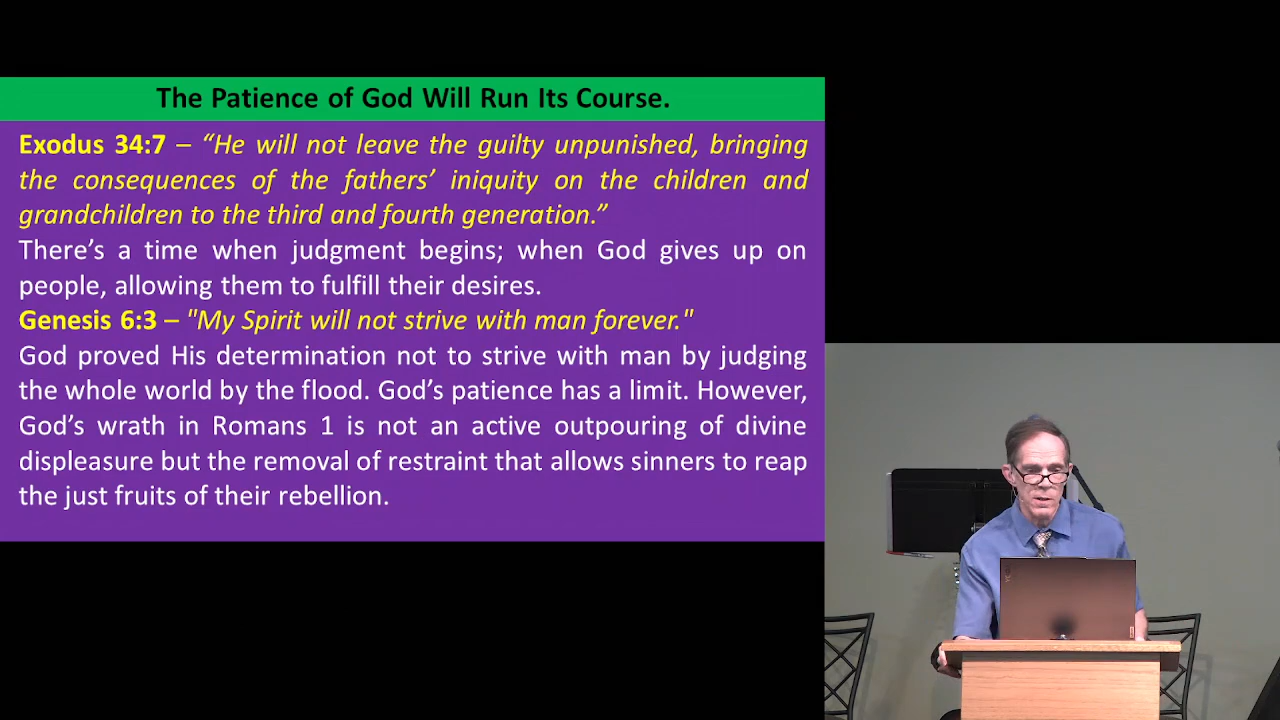 The Patience of God Will Run Its Course.
Exodus 34:7 – “He will not leave the guilty unpunished, bringing
the consequences of the fathers’ iniquity on the children and
grandchildren to the third and fourth generation.”
There’s a time when judgment begins; when God gives up on
people, allowing them to fulfill their desires.
Genesis 6:3 – "My Spirit will not strive with man forever."
God proved His determination not to strive with man by judging
the whole world by the flood. God’s patience has a limit. However,
God’s wrath in Romans 1 is not an active outpouring of divine
displeasure but the removal of restraint that allows sinners to reap
the just fruits of their rebellion.